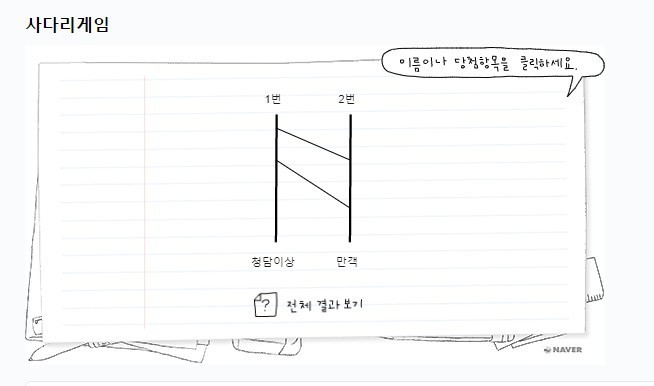 사다리게임
이름이나 당첨항목을 클릭하세요.
1번 2번
청담이상 만객
? 전체 결과보기
NAVER